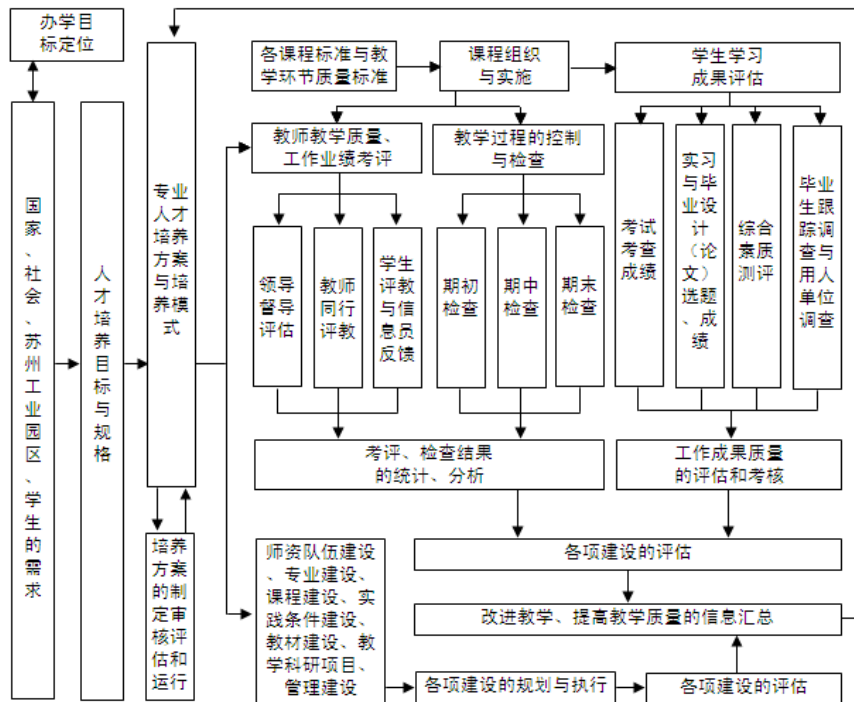 办学目
标定位
国家、社会、苏州工业园区、学生的需求
人才培养目标与规格
专业
人才
培养
方案
与培
养模
式
培养
方案
的制
定审
核评
估和
运行
各课程标准与教
学环节质量标准
课程组织
与实施
学生学习
成果评估
教师教学质量、
工作业绩考评
教学过程的控制
与检查
领导
督导
评估
教师
同行
评教
学生
评教
与信
息员
反馈
期初
检查
期中
检查
期末
检查
考试
考查
成绩
实习
与毕
业设
计
（论
文）
选题
、成
绩
综合
素质
测评
毕业
生跟
踪调
查与
用人
单位
调查
考评、检查结果
的统计、分析
工作成果质量
的评估和考核
师资队伍建设
、专业建设、
课程建设、实
践条件建设、
教材建设、教
学科研项目、
管理建设
各项建设的评估
改进教学、提高教学质量的信息汇总
各项建设的规划与执行
各项建设的评估